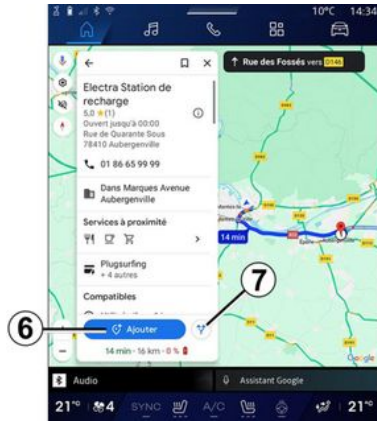 10°C 14:34
Rue des Fossés vers D146
Electra Station de
recharge
5,0 ★(1)
Ouvert jusqu'à 00:00
Rue de Quarante Sous
78410 Aubergenville
01 86 65 99 99
Dans Marques Avenue
Aubergenville
Services à proximité
Plugsurfing
+ 4 autres
Compatibles
14 min
Épône
Aubergenville
6
7
Ajouter
14 min · 16 km · 0 %
Google
Audio
Assistant Google
21° 4 SYNC A/C 21°